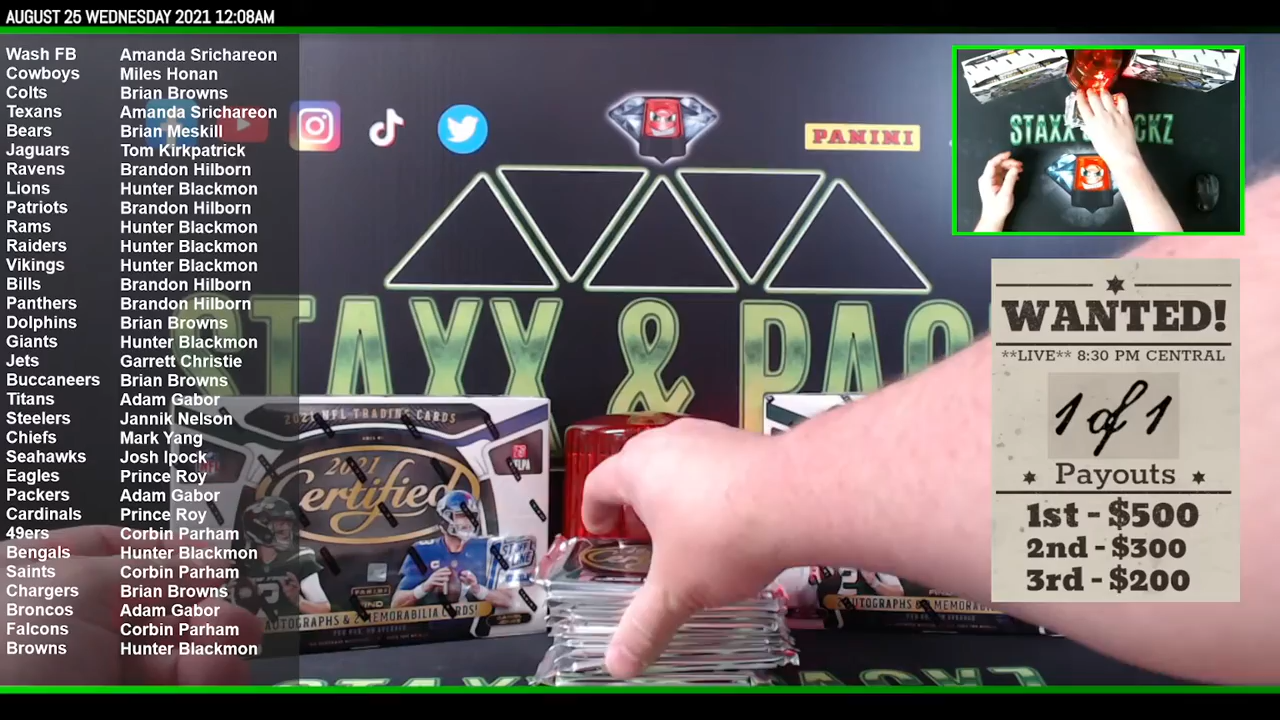 AUGUST 25 WEDNESDAY 2021 12:08AM
Wash FB Amanda Srichareon
Cowboys Miles Honan
Colts Brian Browns
Texans Amanda Srichareon
Bears Brian Meskill
Jaguars Tom Kirkpatrick
Ravens Brandon Hilborn
Lions Hunter Blackmon
Patriots Brandon Hilborn
Rams Hunter Blackmon
Raiders Hunter Blackmon
Vikings Hunter Blackmon
Bills Brandon Hilborn
Panthers Brandon Hilborn
Dolphins Brian Browns
Giants Hunter Blackmon
Jets Garrett Christie
Buccaneers Brian Browns
Titans Adam Gabor
Steelers Jannik Nelson
Chiefs Mark Yang
Seahawks Josh Ipock
Eagles Prince Roy
Packers Adam Gabor
Cardinals Prince Roy
49ers Corbin Parham
Bengals Hunter Blackmon
Saints Corbin Parham
Chargers Brian Browns
Broncos Adam Gabor
Falcons Corbin Parham
Browns Hunter Blackmon
PANINI
STAXX & PAC
2021 NFL TRADING CARDS
2021
Certified
AUTOGRAPHS & 2 MEMORABILIA CARDS!
STAXX CKZ
WANTED!
**LIVE** 8:30 PM CENTRAL
1 of 1
Payouts
1st - $500
2nd - $300
3rd - $200